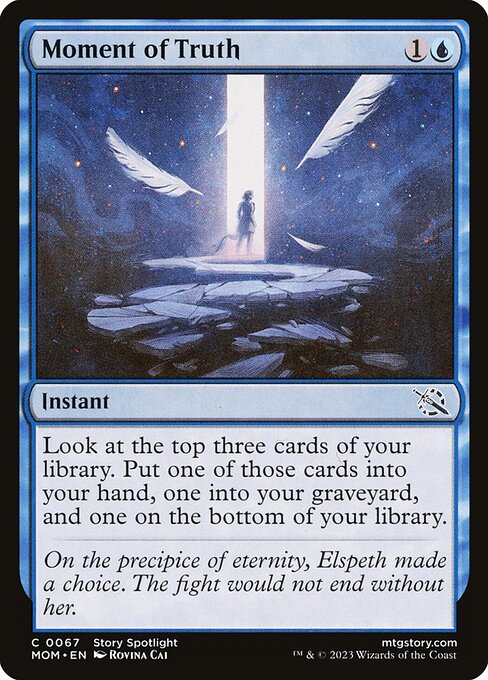 Moment of Truth 1
Instant
Look at the top three cards of your
library. Put one of those cards into
your hand, one into your graveyard,
and one on the bottom of your library.
On the precipice of eternity, Elspeth made
a choice. The fight would not end without
her.
C 0067 Story Spotlight mtgstory.com
MOM • EN Rovina Cai ™ & © 2023 Wizards of the Coast